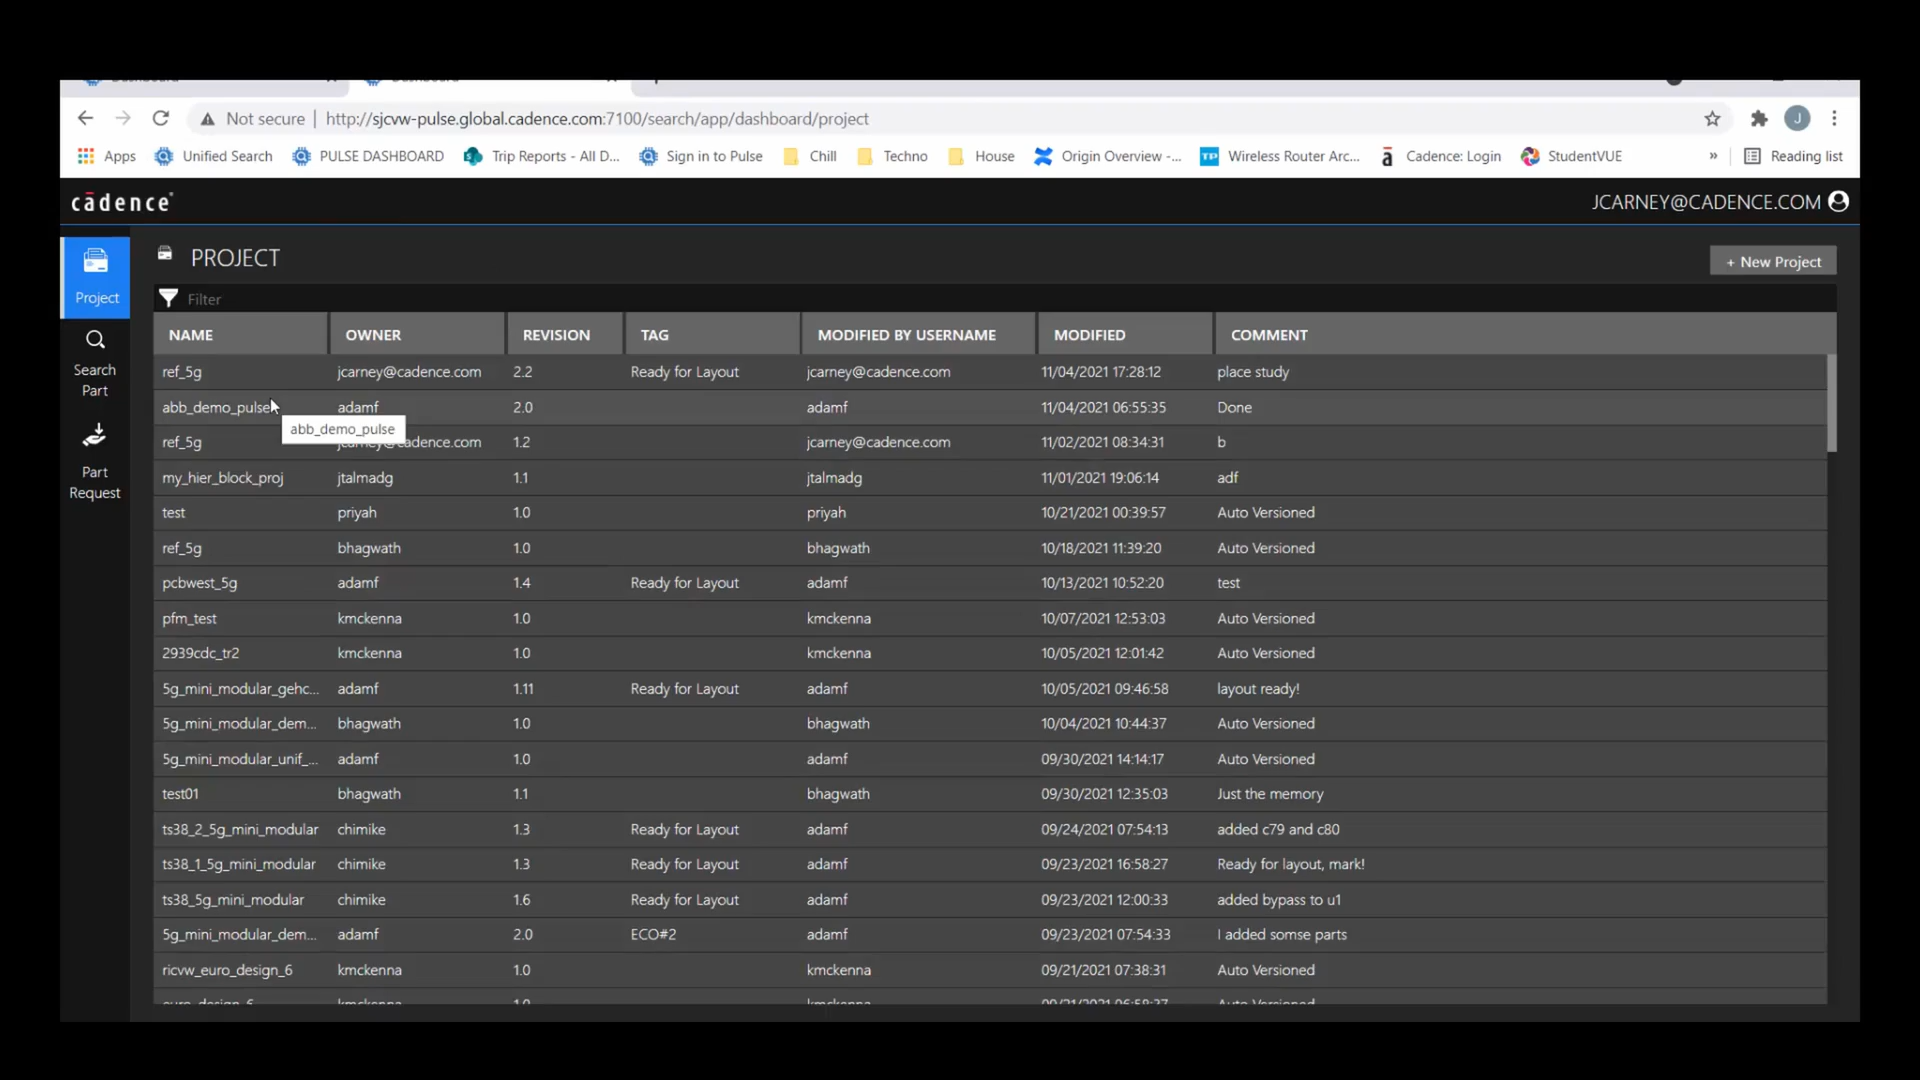 Not secure | http://sjcvw-pulse.global.cadence.com:7100/search/app/dashboard/project
Apps Unified Search PULSE DASHBOARD Trip Reports - All D... Sign in to Pulse Chill Techno House Origin Overview -... Wireless Router Arc... Cadence: Login StudentVUE » Reading list
cādence® JCARNEY@CADENCE.COM
Project
Search
Part
Part
Request
PROJECT + New Project
Filter
NAME OWNER REVISION TAG MODIFIED BY USERNAME MODIFIED COMMENT
ref_5g jcarney@cadence.com 2.2 Ready for Layout jcarney@cadence.com 11/04/2021 17:28:12 place study
abb_demo_pulse adamf 2.0 adamf 11/04/2021 06:55:35 Done
abb_demo_pulse
ref_5g jcarney@cadence.com 1.2 jcarney@cadence.com 11/02/2021 08:34:31 b
my_hier_block_proj jtalmadg 1.1 jtalmadg 11/01/2021 19:06:14 adf
test priyah 1.0 priyah 10/21/2021 00:39:57 Auto Versioned
ref_5g bhagwath 1.0 bhagwath 10/18/2021 11:39:20 Auto Versioned
pcbwest_5g adamf 1.4 Ready for Layout adamf 10/13/2021 10:52:20 test
pfm_test kmckenna 1.0 kmckenna 10/07/2021 12:53:03 Auto Versioned
2939cdc_tr2 kmckenna 1.0 kmckenna 10/05/2021 12:01:42 Auto Versioned
5g_mini_modular_gehc... adamf 1.11 Ready for Layout adamf 10/05/2021 09:46:58 layout ready!
5g_mini_modular_dem... bhagwath 1.0 bhagwath 10/04/2021 10:44:37 Auto Versioned
5g_mini_modular_unif_... adamf 1.0 adamf 09/30/2021 14:14:17 Auto Versioned
test01 bhagwath 1.1 bhagwath 09/30/2021 12:35:03 Just the memory
ts38_2_5g_mini_modular chimike 1.3 Ready for Layout adamf 09/24/2021 07:54:13 added c79 and c80
ts38_1_5g_mini_modular chimike 1.3 Ready for Layout adamf 09/23/2021 16:58:27 Ready for layout, mark!
ts38_5g_mini_modular chimike 1.6 Ready for Layout adamf 09/23/2021 12:00:33 added bypass to u1
5g_mini_modular_dem... adamf 2.0 ECO#2 adamf 09/23/2021 07:54:33 I added somse parts
ricvw_euro_design_6 kmckenna 1.0 kmckenna 09/21/2021 07:38:31 Auto Versioned